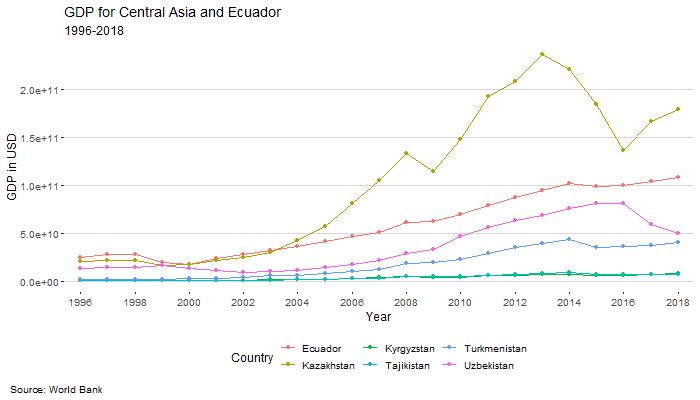 GDP for Central Asia and Ecuador
1996-2018
2.0e+11
1.5e+11
1.0e+11
5.0e+10
0.0e+00
GDP in USD
1996 1998 2000 2002 2004 2006 2008 2010 2012 2014 2016 2018
Year
Country
Ecuador Kyrgyzstan Turkmenistan
Kazakhstan Tajikistan Uzbekistan
Source: World Bank